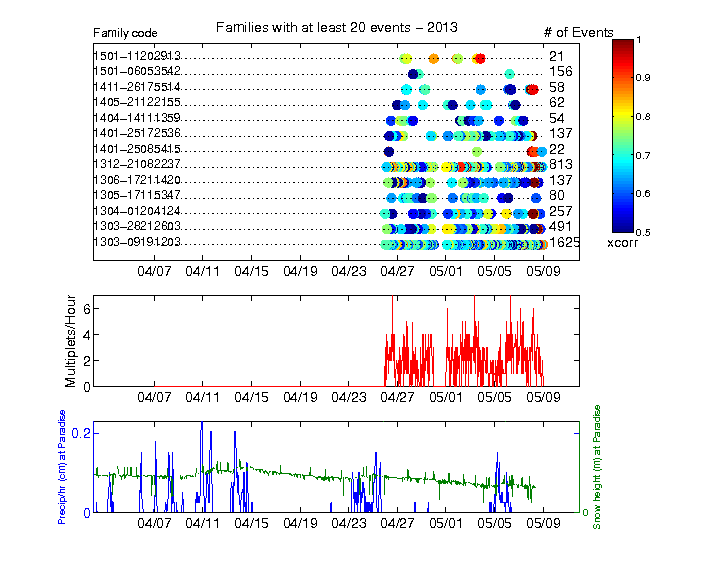 Families with at least 20 events – 2013
Family code
# of Events
1501–11202913 21
1501–06053542 156
1411–26175514 58
1405–21122155 62
1404–14111359 54
1401–25172536 137
1401–25085415 22
1312–21082237 813
1306–17211420 137
1305–17115347 80
1304–01204124 257
1303–28212603 491
1303–09191203 1625
04/07 04/11 04/15 04/19 04/23 04/27 05/01 05/05 05/09
1
0.9
0.8
0.7
0.6
0.5
xcorr
Multiplets/Hour
6
4
2
0
04/07 04/11 04/15 04/19 04/23 04/27 05/01 05/05 05/09
Precip/hr (cm) at Paradise
0.2
0
0
Snow height (m) at Paradise
04/07 04/11 04/15 04/19 04/23 04/27 05/01 05/05 05/09